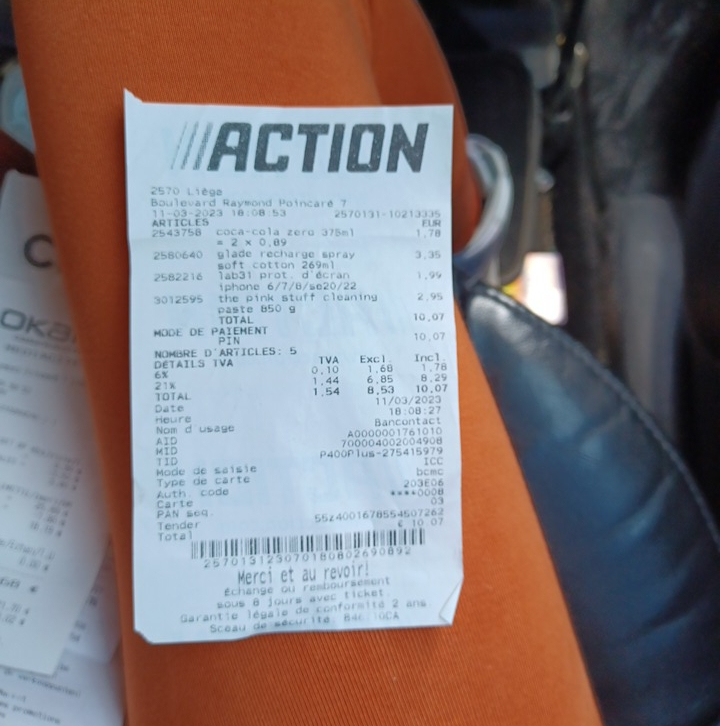 ///ACTION
2570 Liège
Boulevard Raymond Poincaré 7
11-03-2023 18:08:53 2570131-10213335
ARTICLES EUR
2543758 coca-cola zero 375ml 1,78
= 2 x 0,89
2580640 glade recharge spray 3,35
soft cotton 269ml
2582216 lab31 prot. d'écran 1,99
iphone 6/7/8/se20/22
3012595 the pink stuff cleaning 2,95
paste 850 g
TOTAL 10,07
MODE DE PAIEMENT
PIN 10,07
NOMBRE D'ARTICLES: 5
DETAILS TVA TVA Excl. Incl.
6% 0,10 1,68 1,78
21% 1,44 6,85 8,29
TOTAL 1,54 8,53 10,07
Date 11/03/2023
Heure 18:08:27
Nom d usage Bancontact
AID A0000001761010
MID 700004002004908
TID P400Plus-275415979
Mode de saisie ICC
Type de carte bcmc
Auth. code 203E06
Carte ****0008
PAN seq. 03
Tender 5524001678554507262
Total € 10.07
257013123070180802690892
Merci et au revoir!
Échange ou remboursement
sous 8 jours avec ticket.
Garantie légale de conformité 2 ans
Sceau de sécurité: